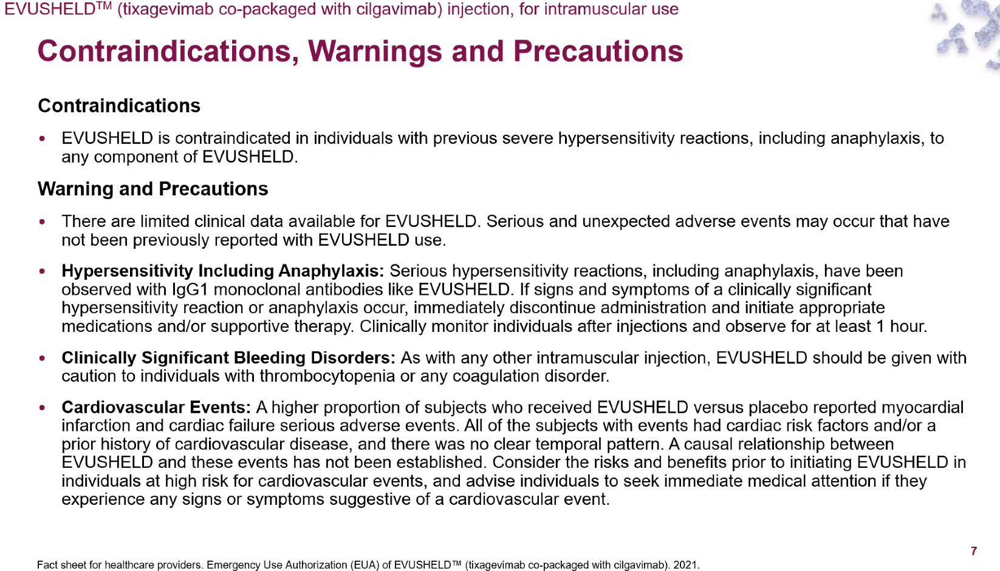 EVUSHELD™ (tixagevimab co-packaged with cilgavimab) injection, for intramuscular use
Contraindications, Warnings and Precautions
Contraindications
• EVUSHELD is contraindicated in individuals with previous severe hypersensitivity reactions, including anaphylaxis, to
any component of EVUSHELD.
Warning and Precautions
• There are limited clinical data available for EVUSHELD. Serious and unexpected adverse events may occur that have
not been previously reported with EVUSHELD use.
• Hypersensitivity Including Anaphylaxis: Serious hypersensitivity reactions, including anaphylaxis, have been
observed with IgG1 monoclonal antibodies like EVUSHELD. If signs and symptoms of a clinically significant
hypersensitivity reaction or anaphylaxis occur, immediately discontinue administration and initiate appropriate
medications and/or supportive therapy. Clinically monitor individuals after injections and observe for at least 1 hour.
• Clinically Significant Bleeding Disorders: As with any other intramuscular injection, EVUSHELD should be given with
caution to individuals with thrombocytopenia or any coagulation disorder.
• Cardiovascular Events: A higher proportion of subjects who received EVUSHELD versus placebo reported myocardial
infarction and cardiac failure serious adverse events. All of the subjects with events had cardiac risk factors and/or a
prior history of cardiovascular disease, and there was no clear temporal pattern. A causal relationship between
EVUSHELD and these events has not been established. Consider the risks and benefits prior to initiating EVUSHELD in
individuals at high risk for cardiovascular events, and advise individuals to seek immediate medical attention if they
experience any signs or symptoms suggestive of a cardiovascular event.
7
Fact sheet for healthcare providers. Emergency Use Authorization (EUA) of EVUSHELD™ (tixagevimab co-packaged with cilgavimab). 2021.